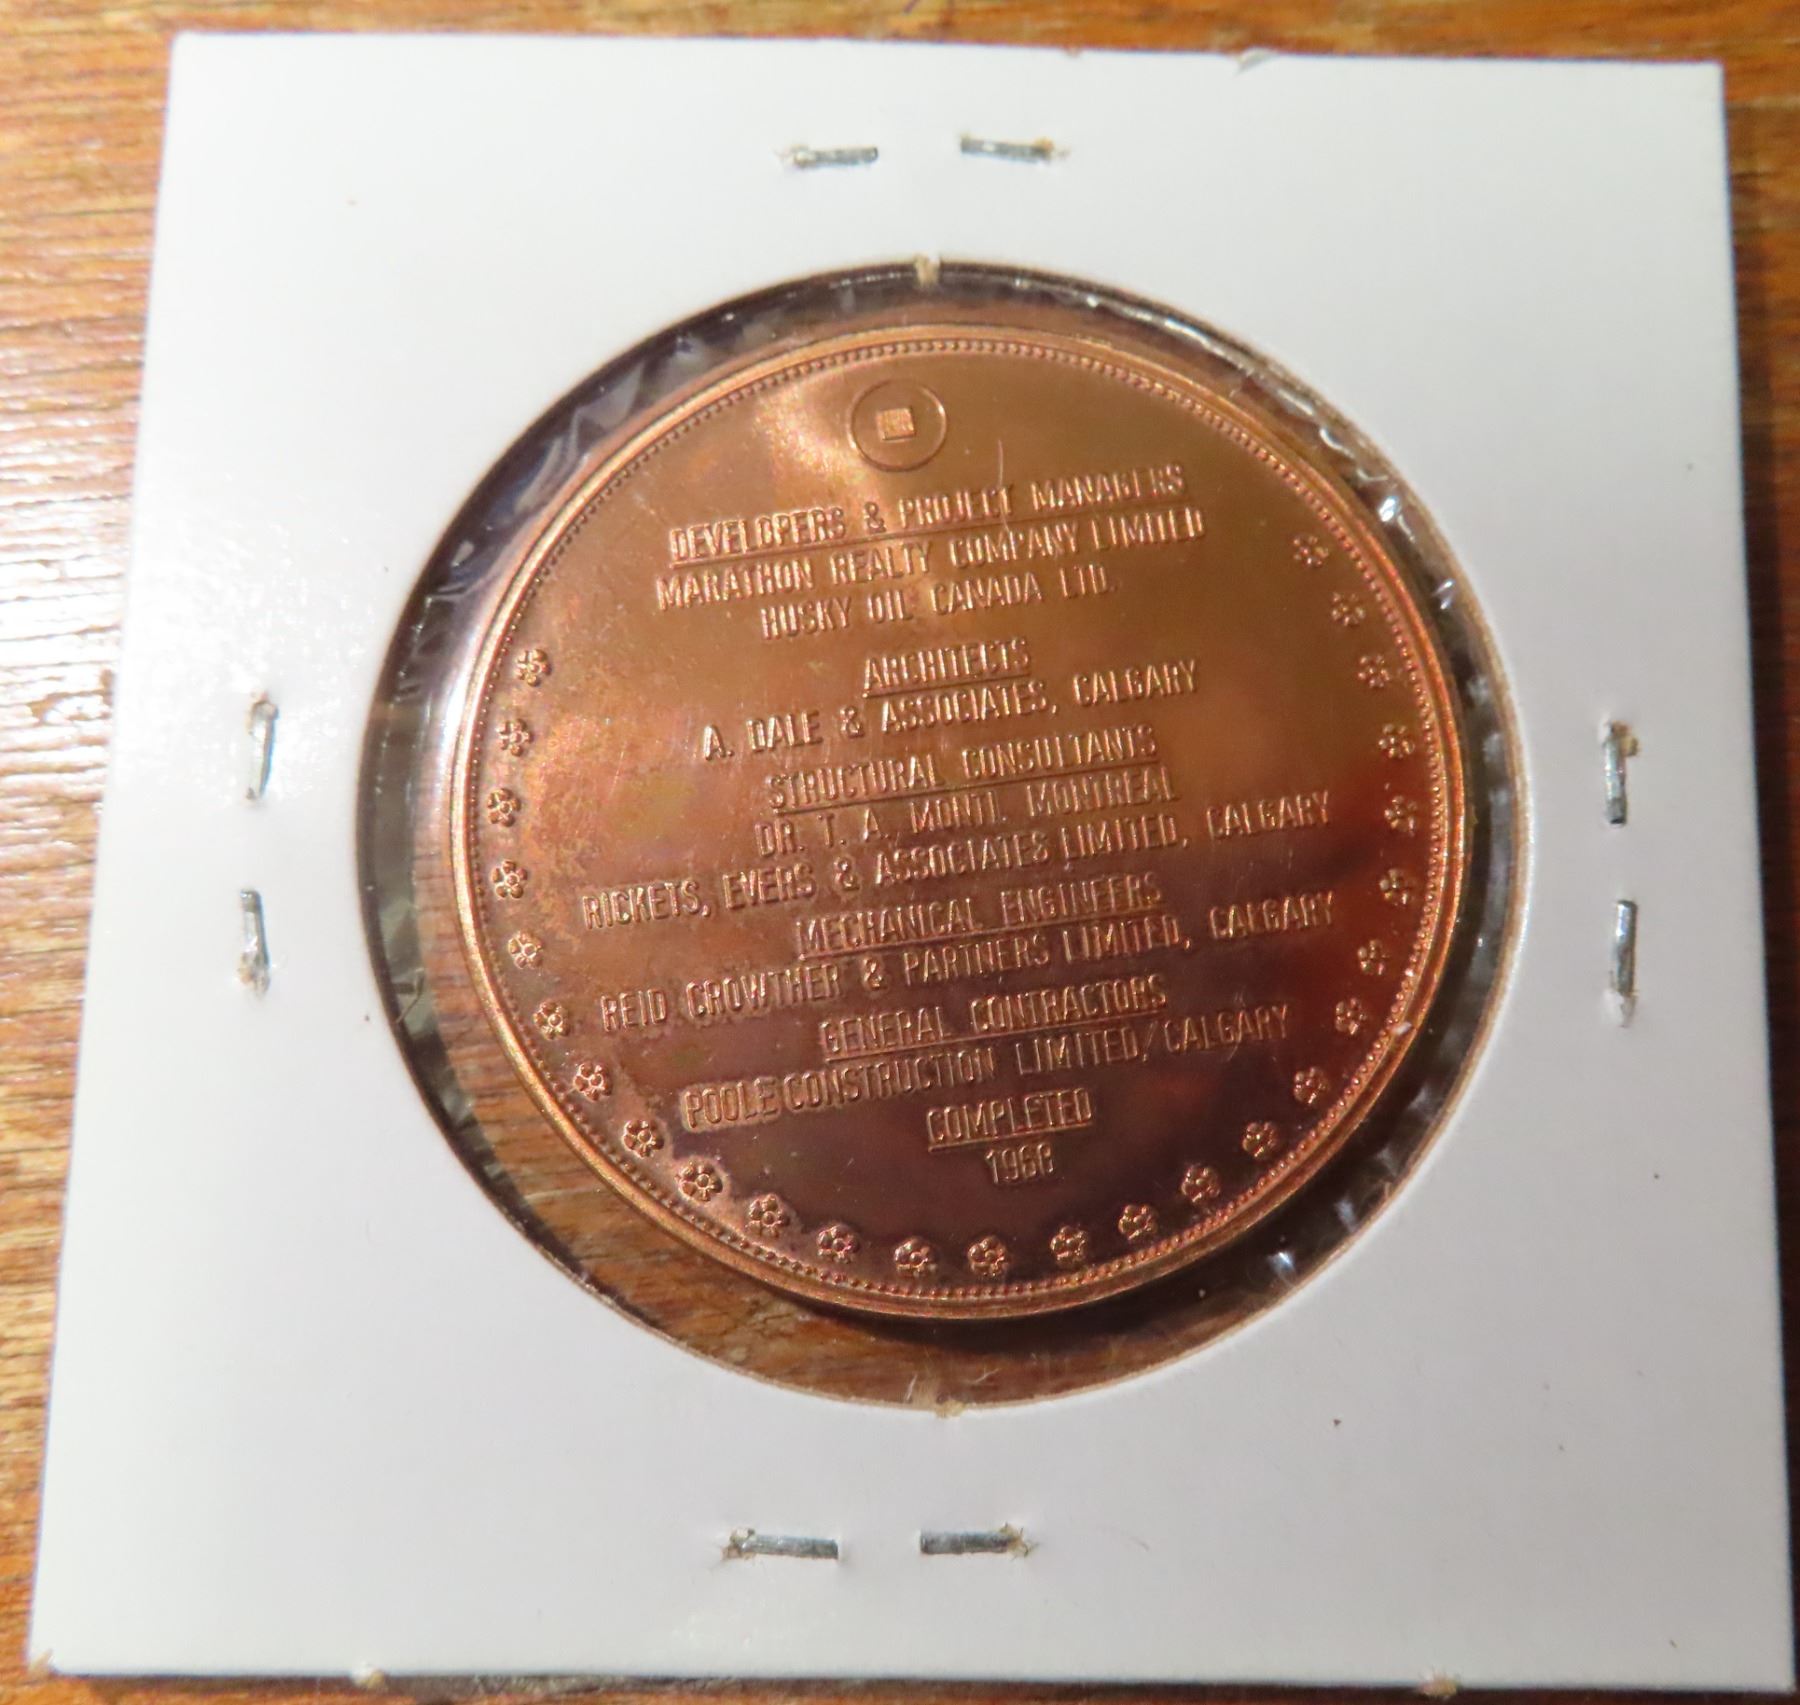 DEVELOPERS & PROJECT MANAGERS
MARATHON REALTY COMPANY LIMITED
HUSKY OIL CANADA LTD.
ARCHITECTS
A. DALE & ASSOCIATES, CALGARY
STRUCTURAL CONSULTANTS
DR. T. A. MONTI, MONTREAL
RICKETS, EVERS & ASSOCIATES LIMITED, CALGARY
MECHANICAL ENGINEERS
REID CROWTHER & PARTNERS LIMITED, CALGARY
GENERAL CONTRACTORS
POOLE CONSTRUCTION LIMITED, CALGARY
COMPLETED
1968